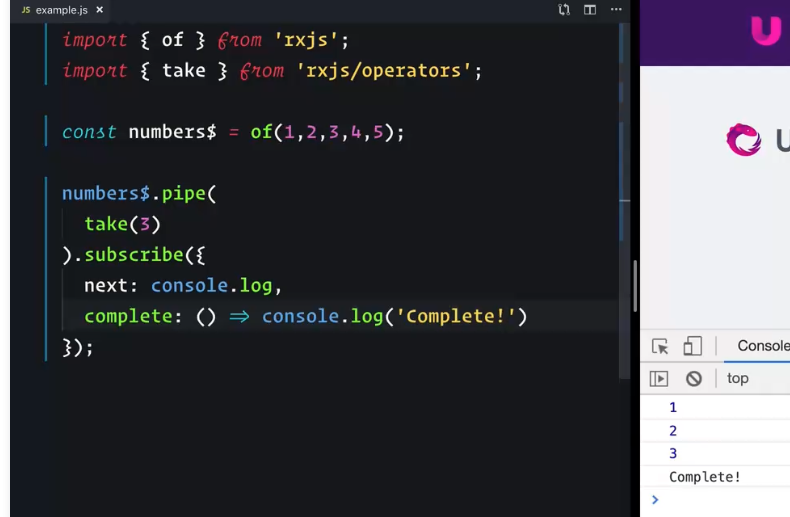 JS example.js ×
import { of } from 'rxjs';
import { take } from 'rxjs/operators';
const numbers$ = of(1,2,3,4,5);
numbers$.pipe(
take(3)
).subscribe({
next: console.log,
complete: () => console.log('Complete!')
});
U
U
Console
top
1
2
3
Complete!